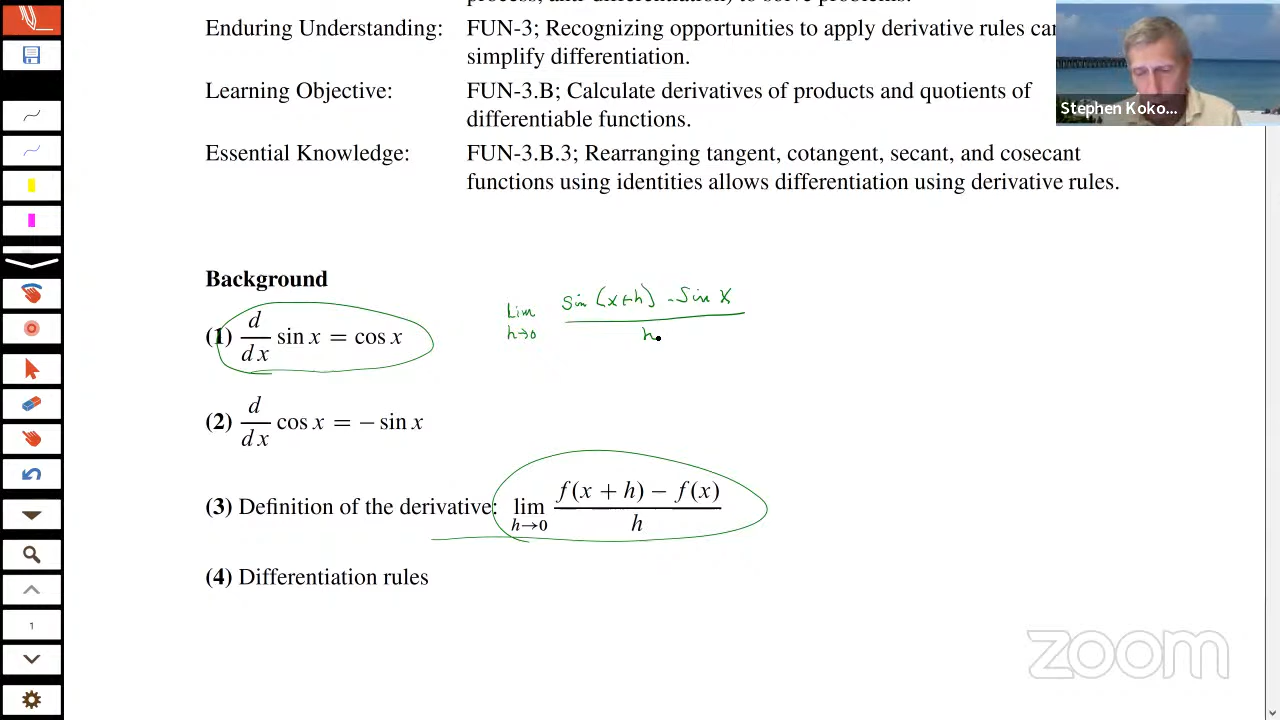 process, anti-differentiation) to solve problems.
Enduring Understanding: FUN-3; Recognizing opportunities to apply derivative rules can
simplify differentiation.
Learning Objective: FUN-3.B; Calculate derivatives of products and quotients of
differentiable functions.
Essential Knowledge: FUN-3.B.3; Rearranging tangent, cotangent, secant, and cosecant
functions using identities allows differentiation using derivative rules.
Stephen Koko...
Background
(1) d/dx sin x = cos x
Lim h→0 (sin (x+h) - sin x)/h
(2) d/dx cos x = − sin x
(3) Definition of the derivative: lim h→0 (f(x + h) − f(x))/h
(4) Differentiation rules
1
zoom